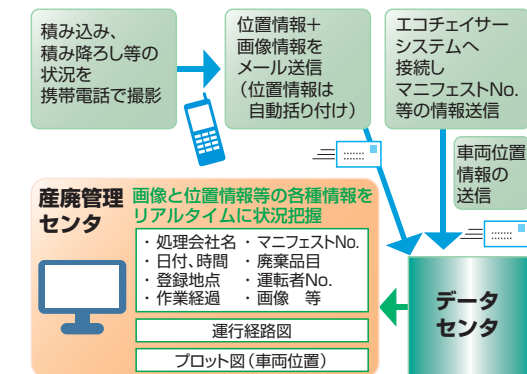 積み込み、
積み降ろし等の
状況を
携帯電話で撮影
位置情報＋
画像情報を
メール送信
（位置情報は
自動括り付け）
エコチェイサー
システムへ
接続し
マニフェストNo.
等の情報送信
車両位置
情報の
送信
産廃管理
センタ
画像と位置情報等の各種情報を
リアルタイムに状況把握
・処理会社名 ・マニフェストNo.
・日付、時間 ・廃棄品目
・登録地点 ・運転者No.
・作業経過 ・画像 等
運行経路図
プロット図（車両位置）
データ
センタ